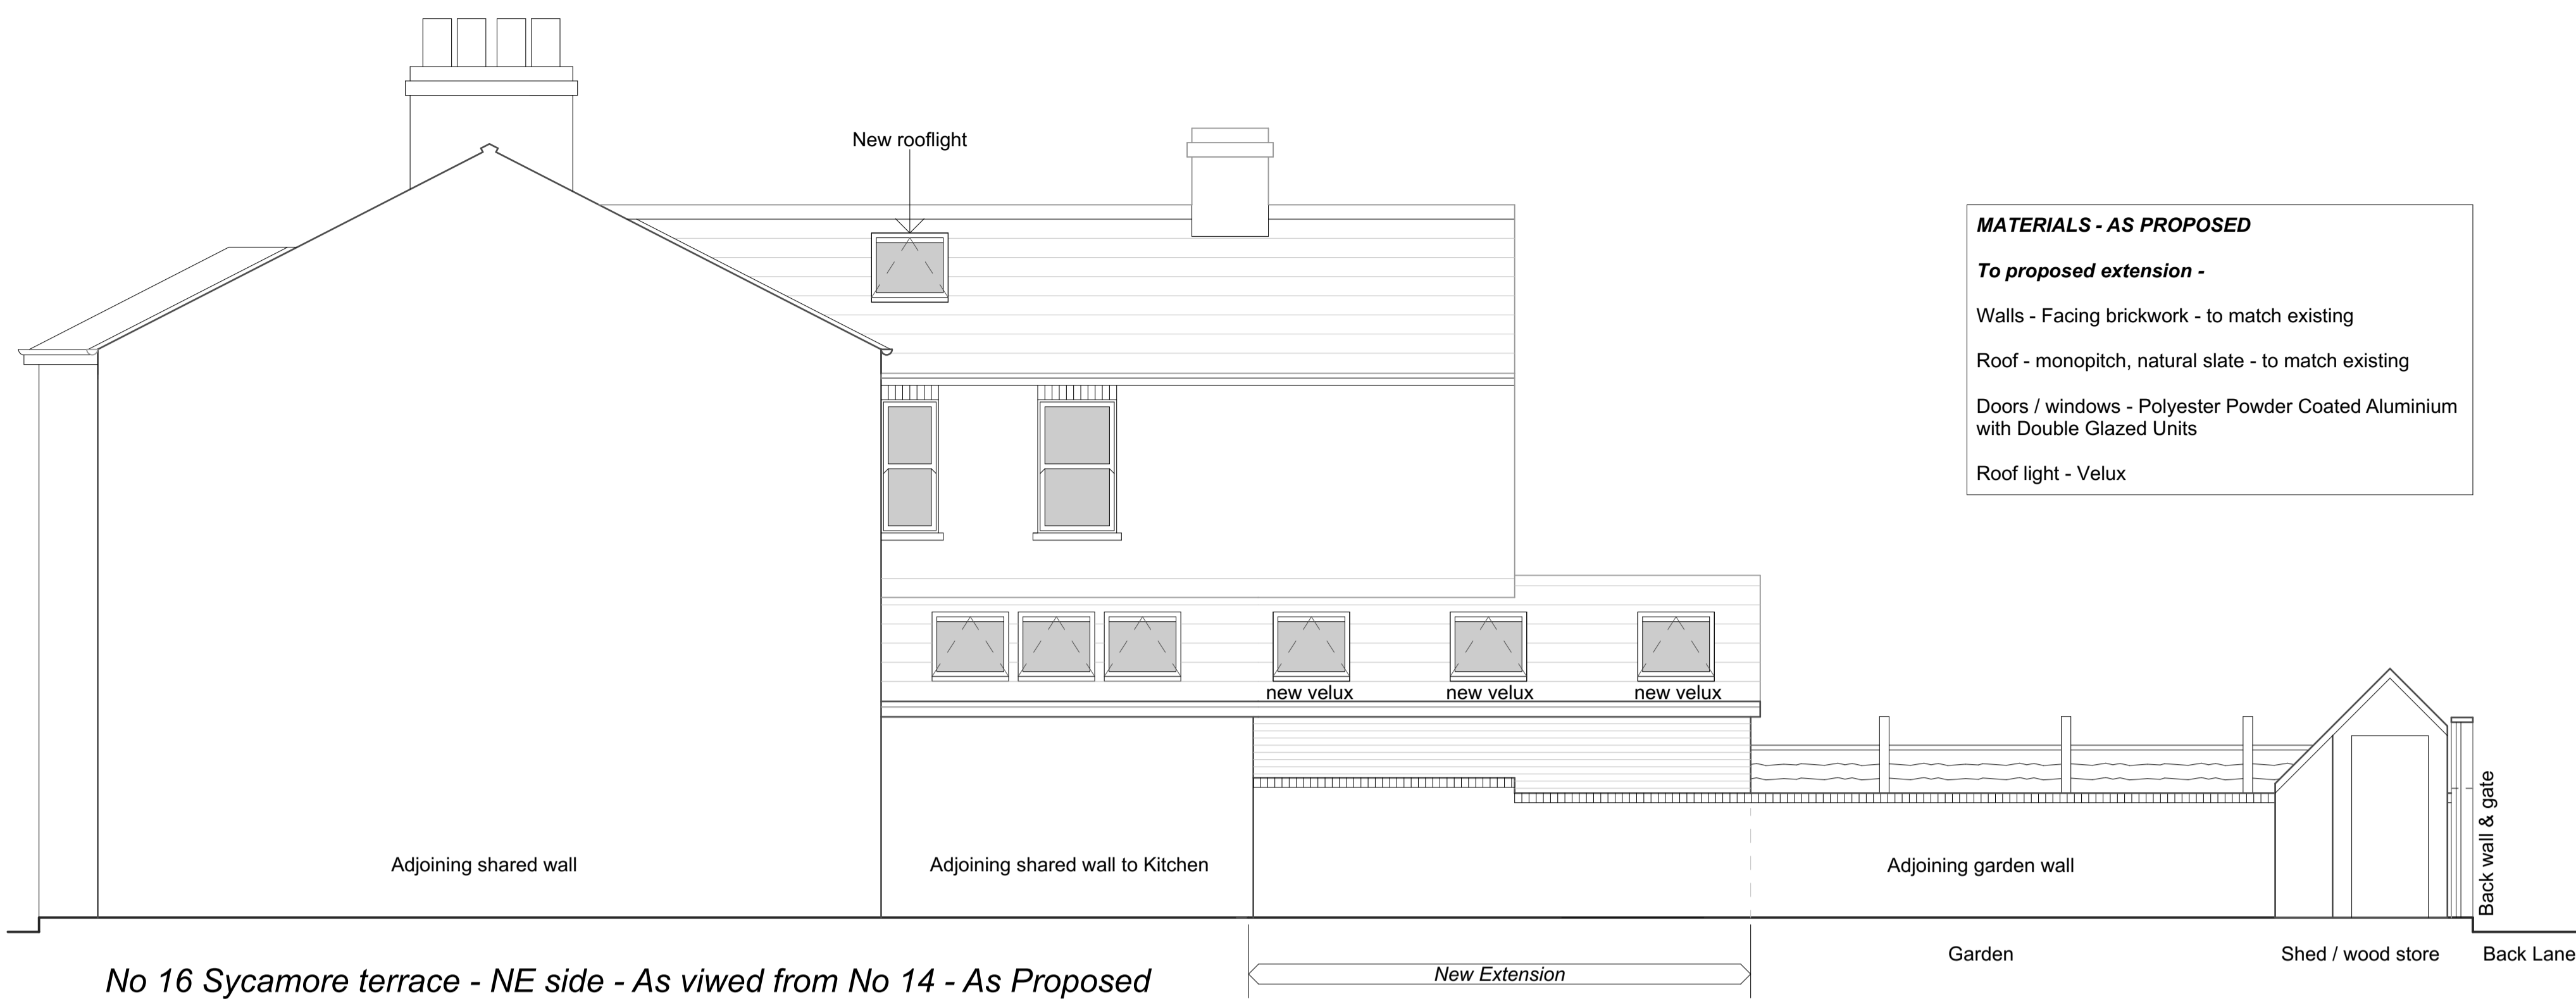 New rooflight
MATERIALS - AS PROPOSED
To proposed extension -
Walls - Facing brickwork - to match existing
Roof - monopitch, natural slate - to match existing
Doors / windows - Polyester Powder Coated Aluminium
with Double Glazed Units
Roof light - Velux
new velux
new velux
new velux
Adjoining shared wall
Adjoining shared wall to Kitchen
Adjoining garden wall
Back wall & gate
Garden
Shed / wood store
Back Lane
New Extension
No 16 Sycamore terrace - NE side - As viwed from No 14 - As Proposed